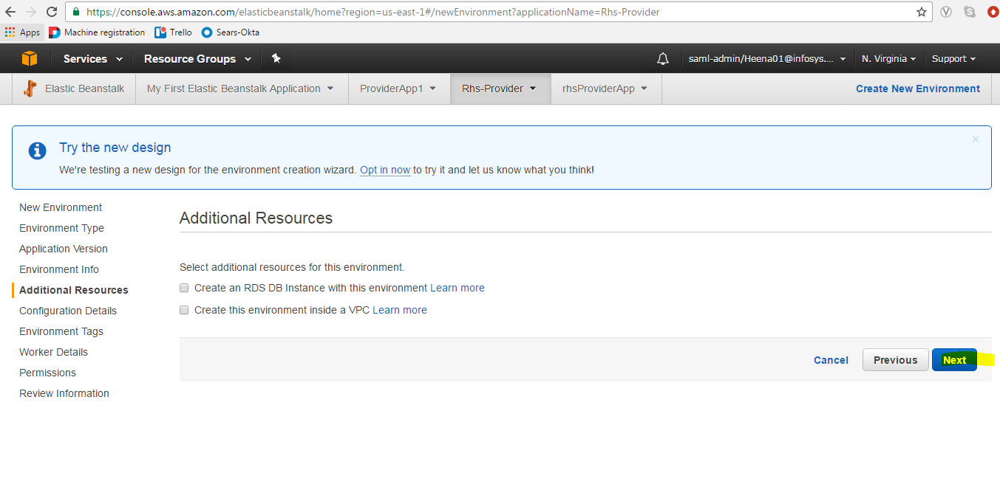 https://console.aws.amazon.com/elasticbeanstalk/home?region=us-east-1#/newEnvironment?applicationName=Rhs-Provider
Apps Machine registration Trello Sears-Okta
Services Resource Groups saml-admin/Heena01@infosys.... N. Virginia Support
Elastic Beanstalk My First Elastic Beanstalk Application ProviderApp1 Rhs-Provider rhsProviderApp Create New Environment
Try the new design
We're testing a new design for the environment creation wizard. Opt in now to try it and let us know what you think!
New Environment
Environment Type
Application Version
Environment Info
Additional Resources
Configuration Details
Environment Tags
Worker Details
Permissions
Review Information
Additional Resources
Select additional resources for this environment.
Create an RDS DB Instance with this environment Learn more
Create this environment inside a VPC Learn more
Cancel Previous Next